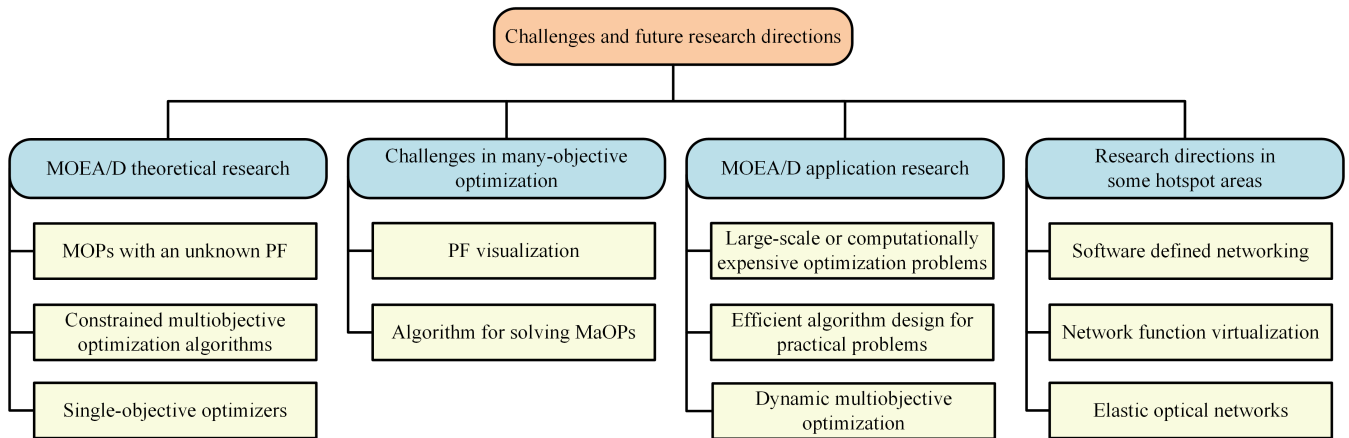 Challenges and future research directions
MOEA/D theoretical research
MOPs with an unknown PF
Constrained multiobjective
optimization algorithms
Single-objective optimizers
Challenges in many-objective
optimization
PF visualization
Algorithm for solving MaOPs
MOEA/D application research
Large-scale or computationally
expensive optimization problems
Efficient algorithm design for
practical problems
Dynamic multiobjective
optimization
Research directions in
some hotspot areas
Software defined networking
Network function virtualization
Elastic optical networks